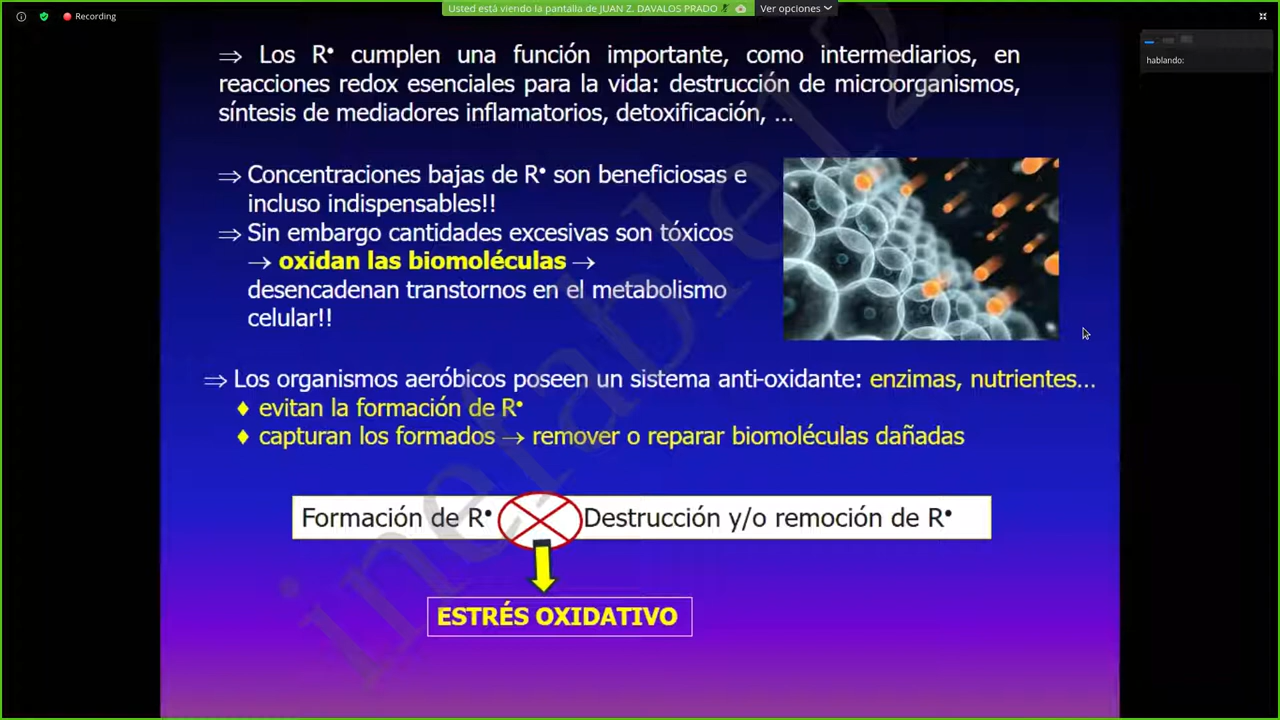 Recording
Usted está viendo la pantalla de JUAN Z. DAVALOS PRADO
Ver opciones
hablando:
⇒ Los R• cumplen una función importante, como intermediarios, en
reacciones redox esenciales para la vida: destrucción de microorganismos,
síntesis de mediadores inflamatorios, detoxificación, ...
⇒ Concentraciones bajas de R• son beneficiosas e
incluso indispensables!!
⇒ Sin embargo cantidades excesivas son tóxicos
→ oxidan las biomoléculas →
desencadenan transtornos en el metabolismo
celular!!
⇒ Los organismos aeróbicos poseen un sistema anti-oxidante: enzimas, nutrientes...
♦ evitan la formación de R•
♦ capturan los formados → remover o reparar biomoléculas dañadas
Formación de R• Destrucción y/o remoción de R•
ESTRÉS OXIDATIVO
inefable12